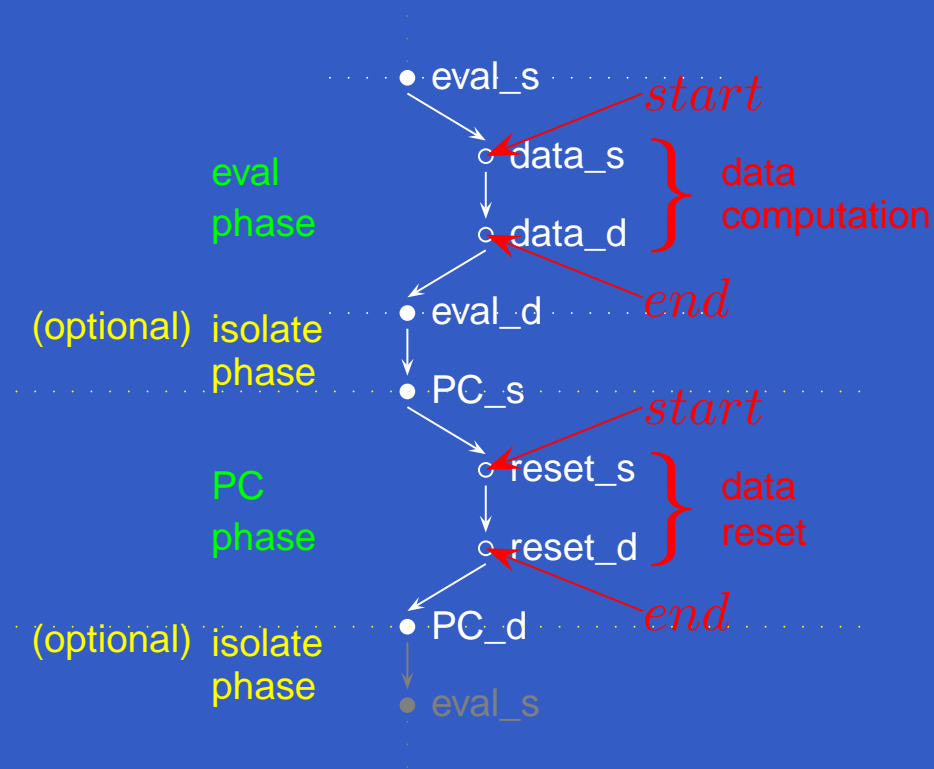 eval_s
start
data_s
eval
phase
data
computation
data_d
end
eval_d
(optional)
isolate
phase
PC_s
start
reset_s
PC
phase
data
reset
reset_d
end
PC_d
(optional)
isolate
phase
eval_s